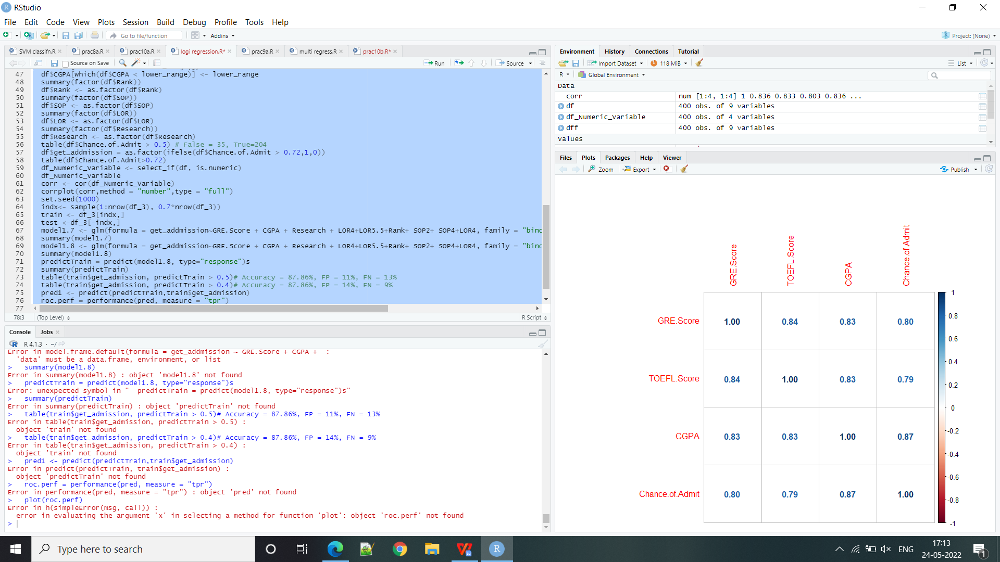 RStudio
File Edit Code View Plots Session Build Debug Profile Tools Help
Go to file/function Addins Project: (None)
SVM classifn.R prac8a.R prac10a.R logi regression.R* prac9a.R multi regress.R prac10b.R*
Source on Save Run Source
47 df$CGPA[which(df$CGPA < lower_range)] <- lower_range
48 summary(factor(df$Rank))
49 df$Rank <- as.factor(df$Rank)
50 summary(factor(df$SOP))
51 df$SOP <- as.factor(df$SOP)
52 summary(factor(df$LOR))
53 df$LOR <- as.factor(df$LOR)
54 summary(factor(df$Research))
55 df$Research <- as.factor(df$Research)
56 table(df$Chance.of.Admit > 0.5) # False = 35, True=204
57 df$get_addmission = as.factor(ifelse(df$Chance.of.Admit > 0.72,1,0))
58 table(df$Chance.of.Admit>0.72)
59 df_Numeric_Variable <- select_if(df, is.numeric)
60 df_Numeric_Variable
61 corr <- cor(df_Numeric_Variable)
62 corrplot(corr,method = "number",type = "full")
63 set.seed(1000)
64 indx<- sample(1:nrow(df_3), 0.7*nrow(df_3))
65 train <- df_3[indx,]
66 test <-df_3[-indx,]
67 model1.7 <- glm(formula = get_addmission~GRE.Score + CGPA + Research + LOR4+LOR5.5+Rank+ SOP2+ SOP4+LOR4, family = "binc
68 summary(model1.7)
69 model1.8 <- glm(formula = get_addmission~GRE.Score + CGPA + Research + LOR4+LOR5.5+Rank+ SOP2+ SOP4+LOR4, family = "binc
70 summary(model1.8)
71 predictTrain = predict(model1.8, type="response")s
72 summary(predictTrain)
73 table(train$get_admission, predictTrain > 0.5)# Accuracy = 87.86%, FP = 11%, FN = 13%
74 table(train$get_admission, predictTrain > 0.4)# Accuracy = 87.86%, FP = 14%, FN = 9%
75 pred1 <- predict(predictTrain,train$get_admission)
76 roc.perf = performance(pred, measure = "tpr")
77
78:3 (Top Level) R Script
Console Jobs
R 4.1.3 · ~/
Error in model.frame.default(formula = get_addmission ~ GRE.Score + CGPA + :
'data' must be a data.frame, environment, or list
> summary(model1.8)
Error in summary(model1.8) : object 'model1.8' not found
> predictTrain = predict(model1.8, type="response")s
Error: unexpected symbol in " predictTrain = predict(model1.8, type="response")s"
> summary(predictTrain)
Error in summary(predictTrain) : object 'predictTrain' not found
> table(train$get_admission, predictTrain > 0.5)# Accuracy = 87.86%, FP = 11%, FN = 13%
Error in table(train$get_admission, predictTrain > 0.5) :
object 'train' not found
> table(train$get_admission, predictTrain > 0.4)# Accuracy = 87.86%, FP = 14%, FN = 9%
Error in table(train$get_admission, predictTrain > 0.4) :
object 'train' not found
> pred1 <- predict(predictTrain,train$get_admission)
Error in predict(predictTrain, train$get_admission) :
object 'predictTrain' not found
> roc.perf = performance(pred, measure = "tpr")
Error in performance(pred, measure = "tpr") : object 'pred' not found
> plot(roc.perf)
Error in h(simpleError(msg, call)) :
error in evaluating the argument 'x' in selecting a method for function 'plot': object 'roc.perf' not found
>
Environment History Connections Tutorial
Import Dataset 118 MiB List
R Global Environment
Data
corr num [1:4, 1:4] 1 0.836 0.833 0.803 0.836 ...
df 400 obs. of 9 variables
df_Numeric_Variable 400 obs. of 4 variables
dff 400 obs. of 9 variables
Values
Files Plots Packages Help Viewer
Zoom Export Publish
GRE.Score TOEFL.Score CGPA Chance.of.Admit
GRE.Score 1.00 0.84 0.83 0.80
TOEFL.Score 0.84 1.00 0.83 0.79
CGPA 0.83 0.83 1.00 0.87
Chance.of.Admit 0.80 0.79 0.87 1.00
1
0.8
0.6
0.4
0.2
0
-0.2
-0.4
-0.6
-0.8
-1
Type here to search
ENG
17:13
24-05-2022
1